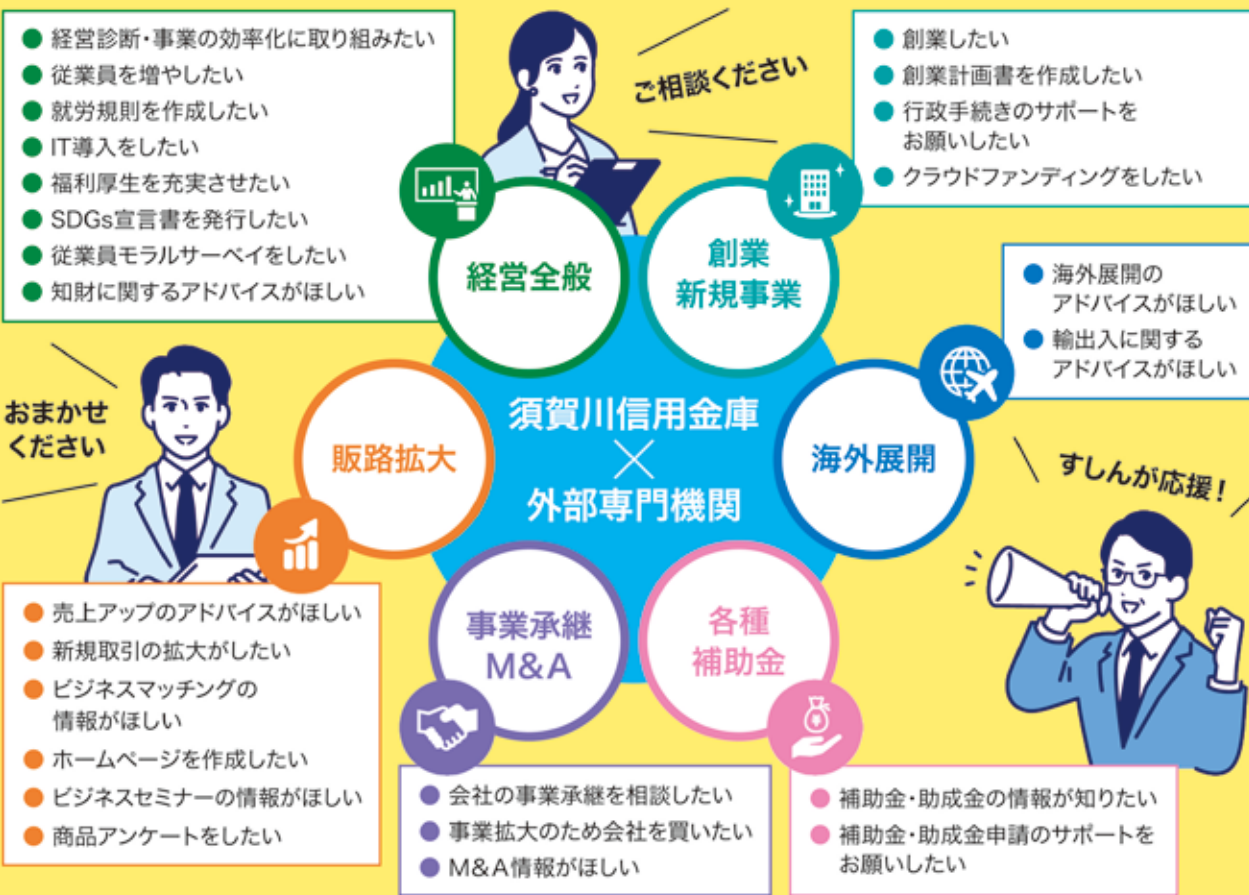 ● 経営診断・事業の効率化に取り組みたい
● 従業員を増やしたい
● 就労規則を作成したい
● IT導入をしたい
● 福利厚生を充実させたい
● SDGs宣言書を発行したい
● 従業員モラルサーベイをしたい
● 知財に関するアドバイスがほしい
ご相談ください
● 創業したい
● 創業計画書を作成したい
● 行政手続きのサポートを
お願いしたい
● クラウドファンディングをしたい
経営全般
創業
新規事業
● 海外展開の
アドバイスがほしい
● 輸出入に関する
アドバイスがほしい
おまかせ
ください
販路拡大
須賀川信用金庫
×
外部専門機関
海外展開
すしんが応援!
事業承継
M&A
各種
補助金
● 売上アップのアドバイスがほしい
● 新規取引の拡大がしたい
● ビジネスマッチングの
情報がほしい
● ホームページを作成したい
● ビジネスセミナーの情報がほしい
● 商品アンケートをしたい
● 会社の事業承継を相談したい
● 事業拡大のため会社を買いたい
● M&A情報がほしい
● 補助金・助成金の情報が知りたい
● 補助金・助成金申請のサポートを
お願いしたい